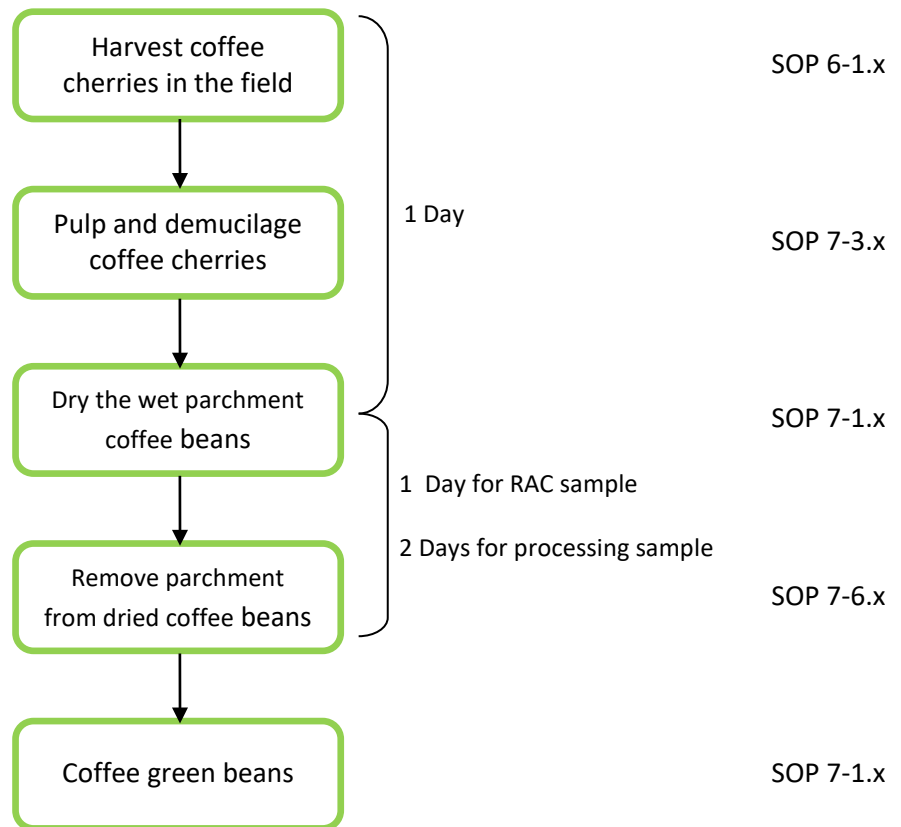 Harvest coffee
cherries in the field
SOP 6-1.x
Pulp and demucilage
coffee cherries
1 Day
SOP 7-3.x
Dry the wet parchment
coffee beans
SOP 7-1.x
1 Day for RAC sample
2 Days for processing sample
Remove parchment
from dried coffee beans
SOP 7-6.x
Coffee green beans
SOP 7-1.x